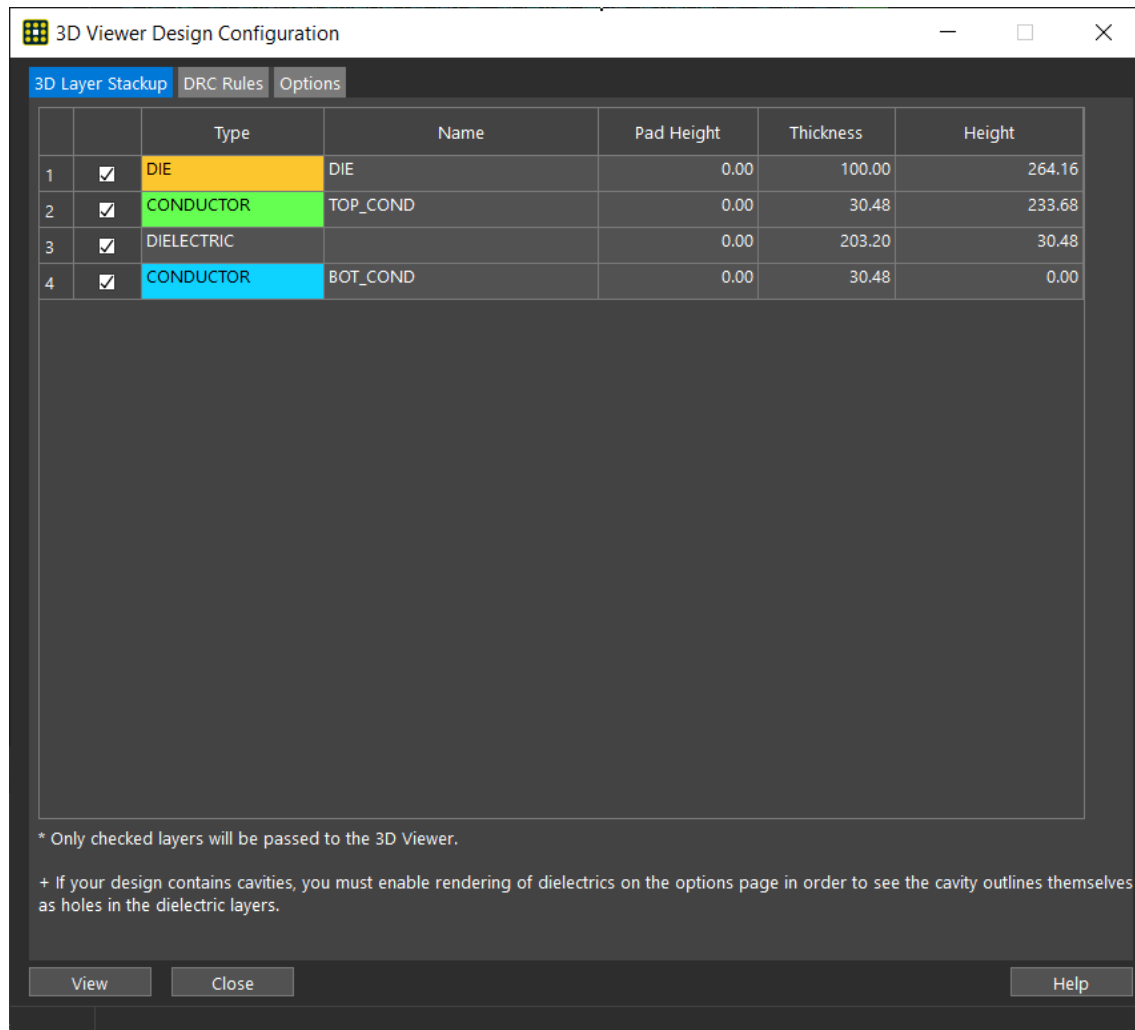 3D Viewer Design Configuration
3D Layer Stackup DRC Rules Options
Type Name Pad Height Thickness Height
1 DIE DIE 0.00 100.00 264.16
2 CONDUCTOR TOP_COND 0.00 30.48 233.68
3 DIELECTRIC 0.00 203.20 30.48
4 CONDUCTOR BOT_COND 0.00 30.48 0.00
* Only checked layers will be passed to the 3D Viewer.
+ If your design contains cavities, you must enable rendering of dielectrics on the options page in order to see the cavity outlines themselves
as holes in the dielectric layers.
View Close Help